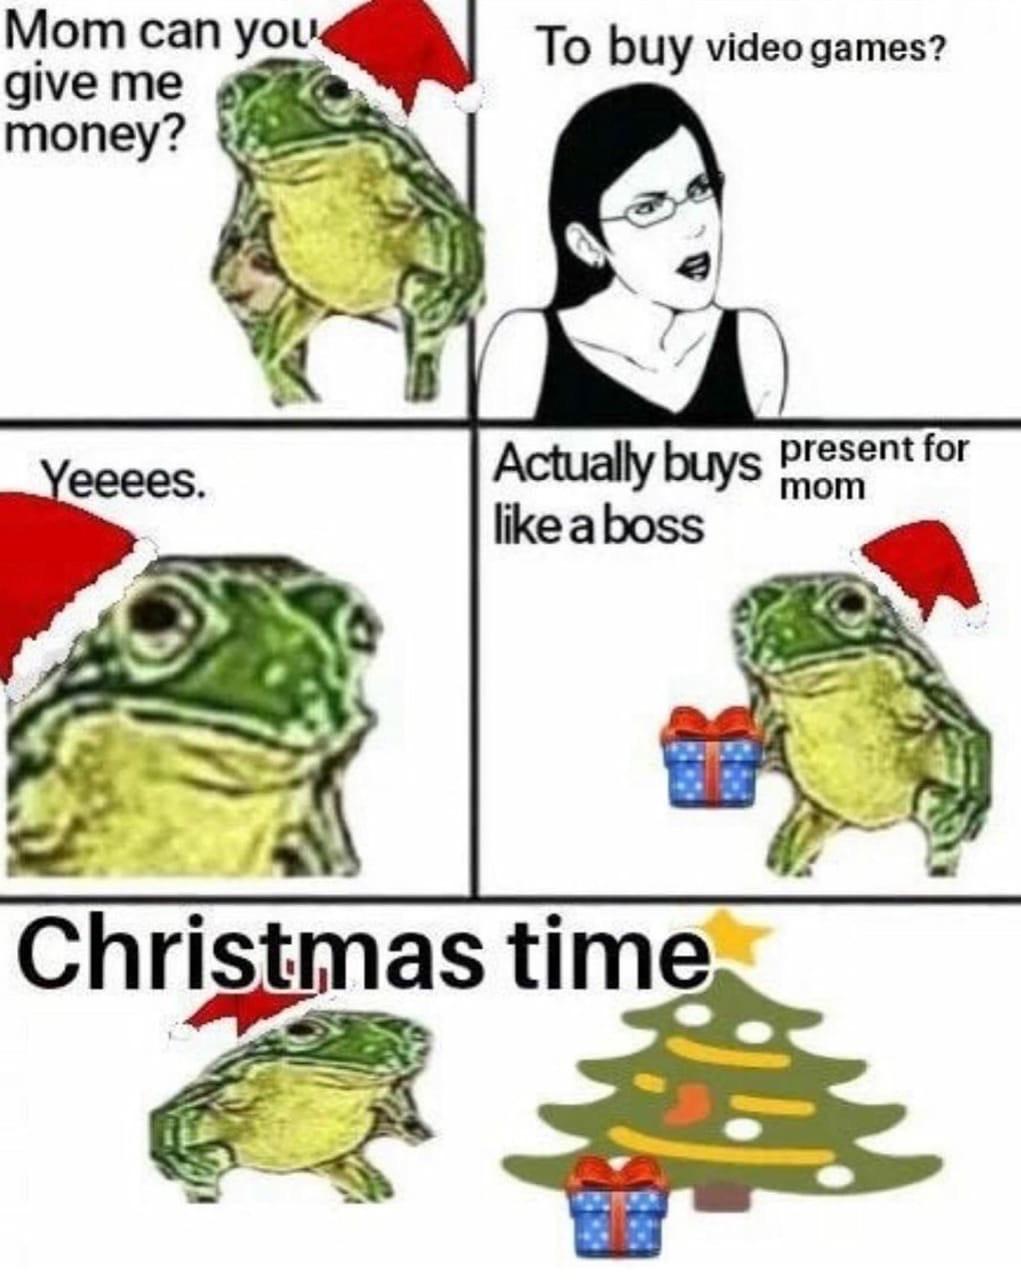 Mom can you
give me
money?
To buy video games?
Yeeees.
Actually buys present for
mom
like a boss
Christmas time